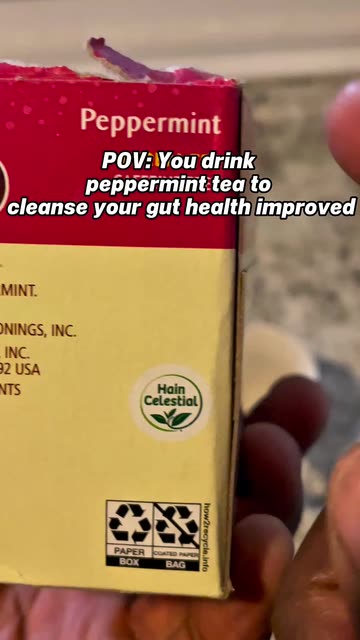 Peppermint
POV: You drink
peppermint tea to
cleanse your gut health improved
MINT.
ONINGS, INC.
INC.
92 USA
NTS
Hain
Celestial
how2recycle.info
PAPER
COATED PAPER
BOX
BAG